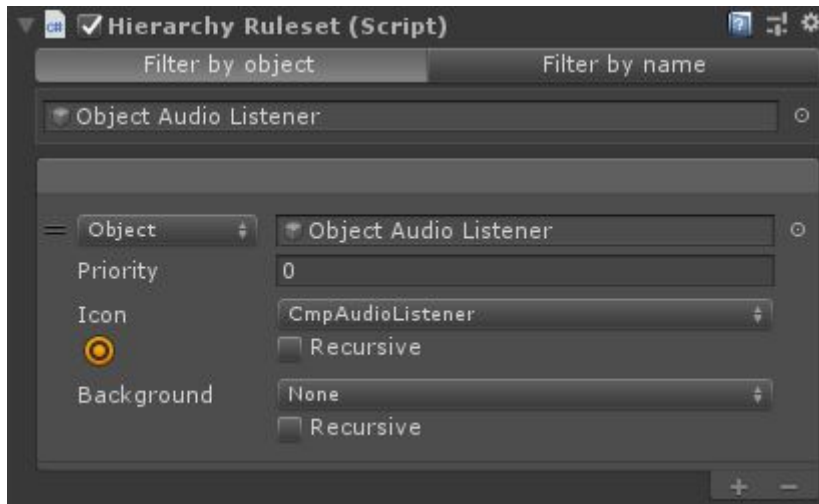 Hierarchy Ruleset (Script)
Filter by object Filter by name
Object Audio Listener
Object Object Audio Listener
Priority 0
Icon CmpAudioListener
Recursive
Background None
Recursive